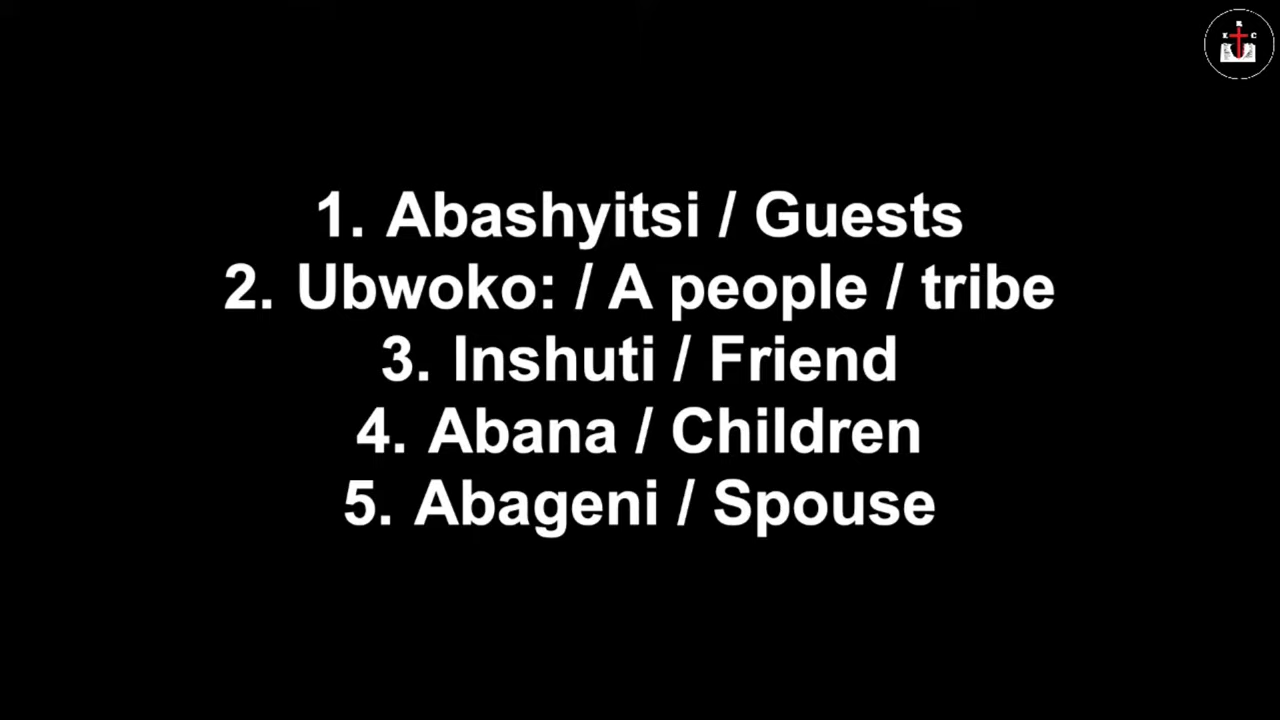 K R C
1. Abashyitsi / Guests
2. Ubwoko: / A people / tribe
3. Inshuti / Friend
4. Abana / Children
5. Abageni / Spouse